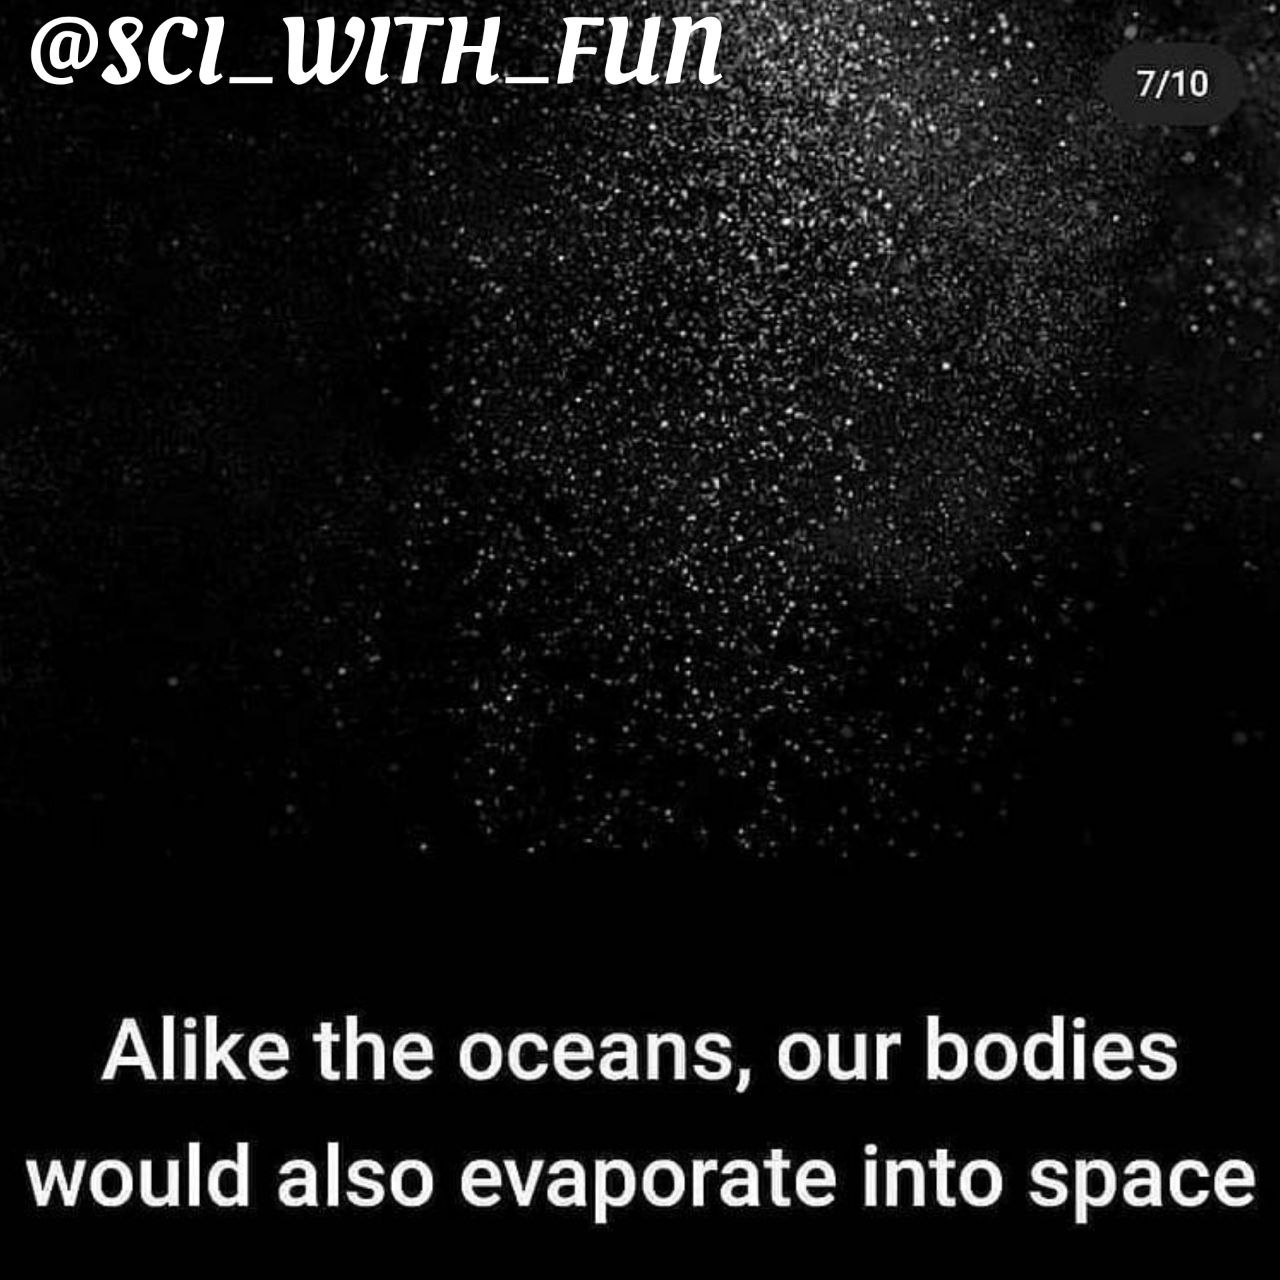 @SCI_WITH_FUN
7/10
Alike the oceans, our bodies
would also evaporate into space